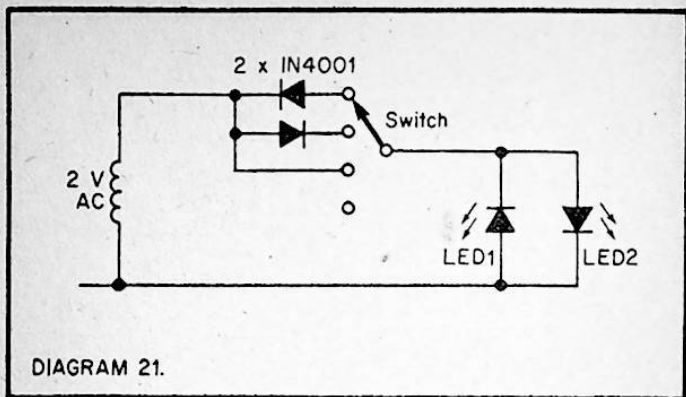 2 x IN4001
Switch
2 V
AC
LED1
LED2
DIAGRAM 21.